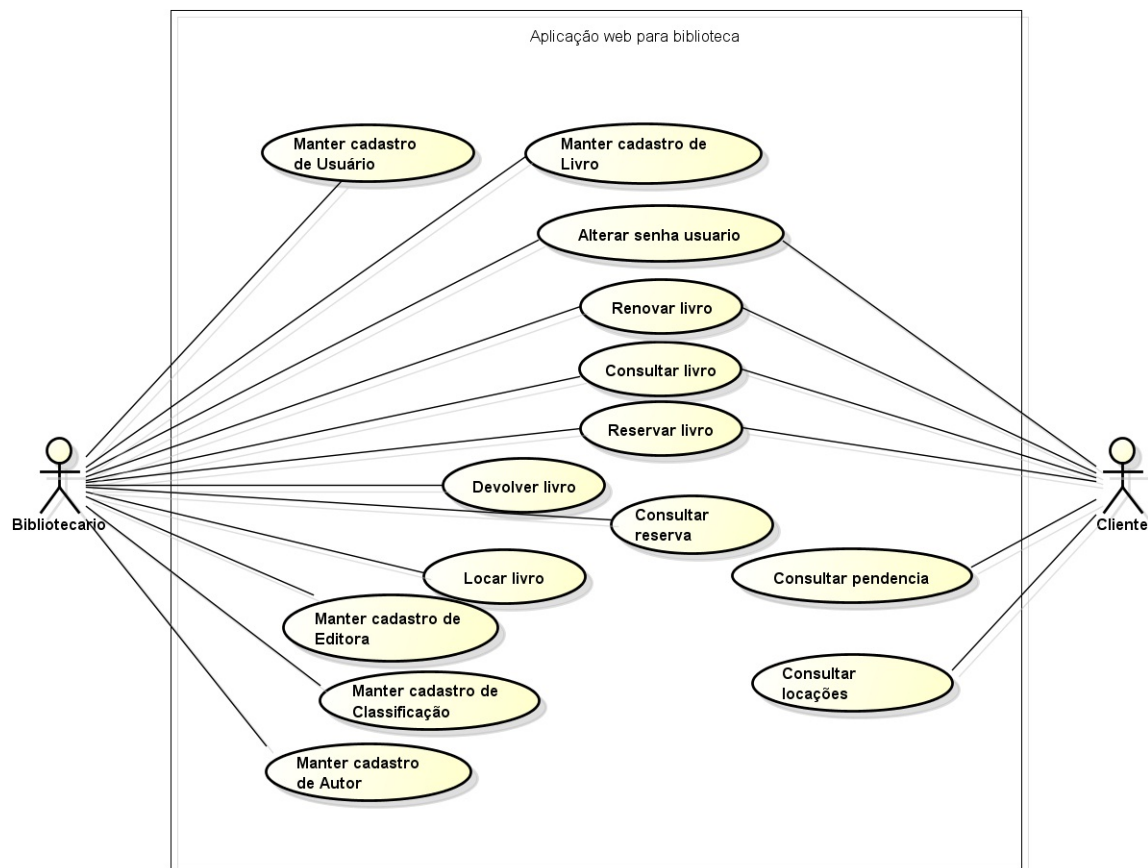 Aplicação web para biblioteca
Manter cadastro
de Usuário
Manter cadastro de
Livro
Alterar senha usuario
Renovar livro
Consultar livro
Reservar livro
Devolver livro
Consultar
reserva
Bibliotecario
Cliente
Locar livro
Consultar pendencia
Manter cadastro de
Editora
Consultar
locações
Manter cadastro de
Classificação
Manter cadastro
de Autor